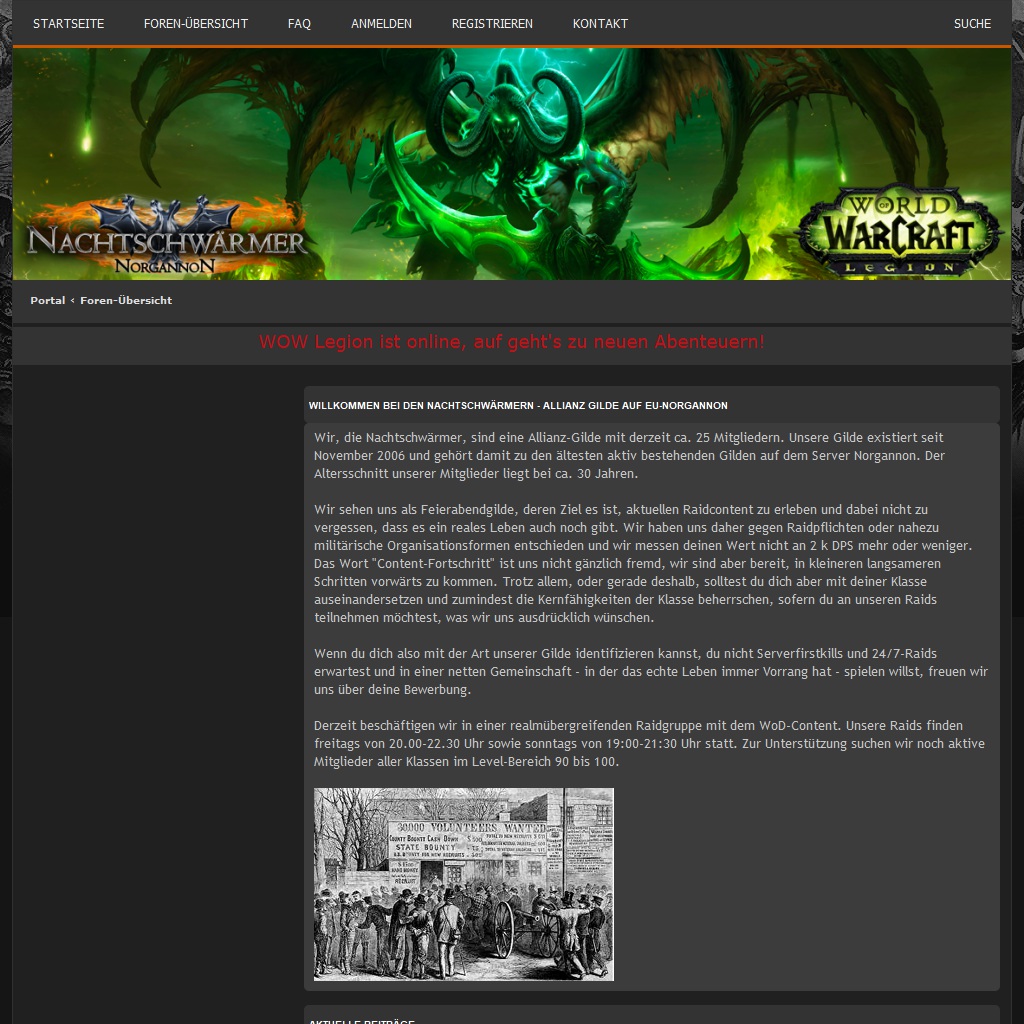 STARTSEITE FOREN-ÜBERSICHT FAQ ANMELDEN REGISTRIEREN KONTAKT SUCHE
NACHTSCHWÄRMER
NORGANNON
WORLD
OF
WARCRAFT
LEGION
Portal ‹ Foren-Übersicht
WOW Legion ist online, auf geht's zu neuen Abenteuern!
WILLKOMMEN BEI DEN NACHTSCHWÄRMERN - ALLIANZ GILDE AUF EU-NORGANNON
Wir, die Nachtschwärmer, sind eine Allianz-Gilde mit derzeit ca. 25 Mitgliedern. Unsere Gilde existiert seit
November 2006 und gehört damit zu den ältesten aktiv bestehenden Gilden auf dem Server Norgannon. Der
Altersschnitt unserer Mitglieder liegt bei ca. 30 Jahren.
Wir sehen uns als Feierabendgilde, deren Ziel es ist, aktuellen Raidcontent zu erleben und dabei nicht zu
vergessen, dass es ein reales Leben auch noch gibt. Wir haben uns daher gegen Raidpflichten oder nahezu
militärische Organisationsformen entschieden und wir messen deinen Wert nicht an 2 k DPS mehr oder weniger.
Das Wort "Content-Fortschritt" ist uns nicht gänzlich fremd, wir sind aber bereit, in kleineren langsameren
Schritten vorwärts zu kommen. Trotz allem, oder gerade deshalb, solltest du dich aber mit deiner Klasse
auseinandersetzen und zumindest die Kernfähigkeiten der Klasse beherrschen, sofern du an unseren Raids
teilnehmen möchtest, was wir uns ausdrücklich wünschen.
Wenn du dich also mit der Art unserer Gilde identifizieren kannst, du nicht Serverfirstkills und 24/7-Raids
erwartest und in einer netten Gemeinschaft - in der das echte Leben immer Vorrang hat - spielen willst, freuen wir
uns über deine Bewerbung.
Derzeit beschäftigen wir in einer realmübergreifenden Raidgruppe mit dem WoD-Content. Unsere Raids finden
freitags von 20.00-22.30 Uhr sowie sonntags von 19:00-21:30 Uhr statt. Zur Unterstützung suchen wir noch aktive
Mitglieder aller Klassen im Level-Bereich 90 bis 100.
30,000 VOLUNTEERS WANTED
COUNTY BOUNTY CASH DOWN
STATE BOUNTY
U.S. BOUNTY FOR NEW RECRUITS
HAND MONEY
RECRUIT
AKTUELLE BEITRÄGE